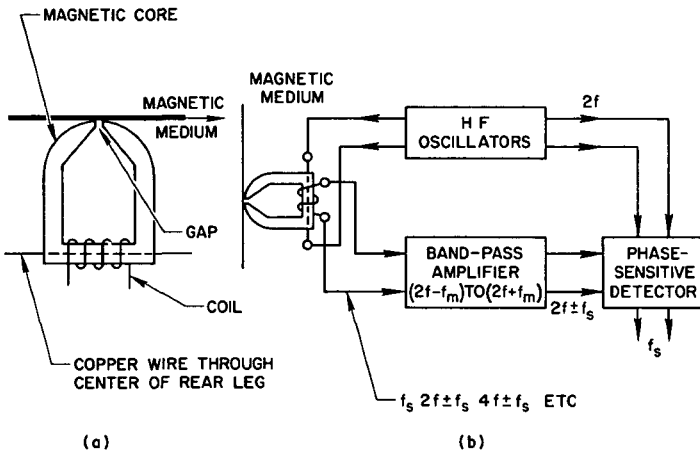 MAGNETIC CORE
MAGNETIC
MEDIUM
GAP
COIL
COPPER WIRE THROUGH
CENTER OF REAR LEG
(a)
MAGNETIC
MEDIUM
H F
OSCILLATORS
2f
BAND-PASS
AMPLIFIER
(2f-fm)TO(2f+fm)
2f±fs
PHASE-
SENSITIVE
DETECTOR
fs
fs 2f±fs 4f±fs ETC
(b)